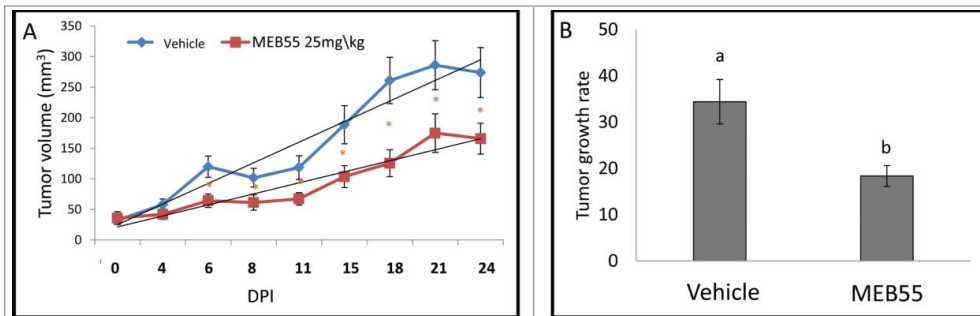 A
Vehicle
MEB55 25mg\kg
Tumor volume (mm³)
350
300
250
200
150
100
50
0
*
*
*
*
*
*
*
0 4 6 8 11 15 18 21 24
DPI
B
Tumor growth rate
50
40
30
20
10
0
a
b
Vehicle MEB55